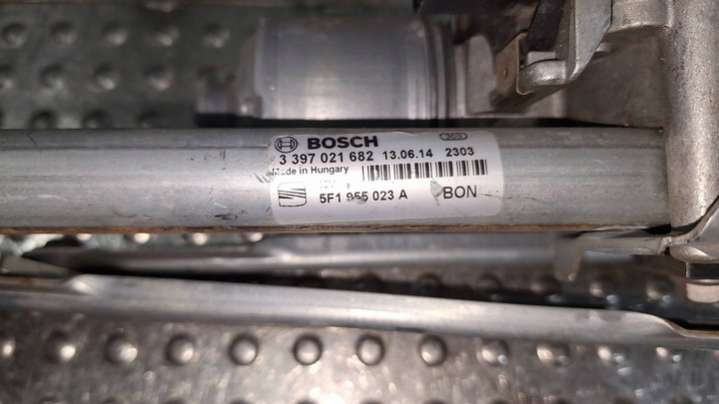 BOSCH
3 397 021 682 13.06.14 2303
Made in Hungary
5F1 955 023 A BON